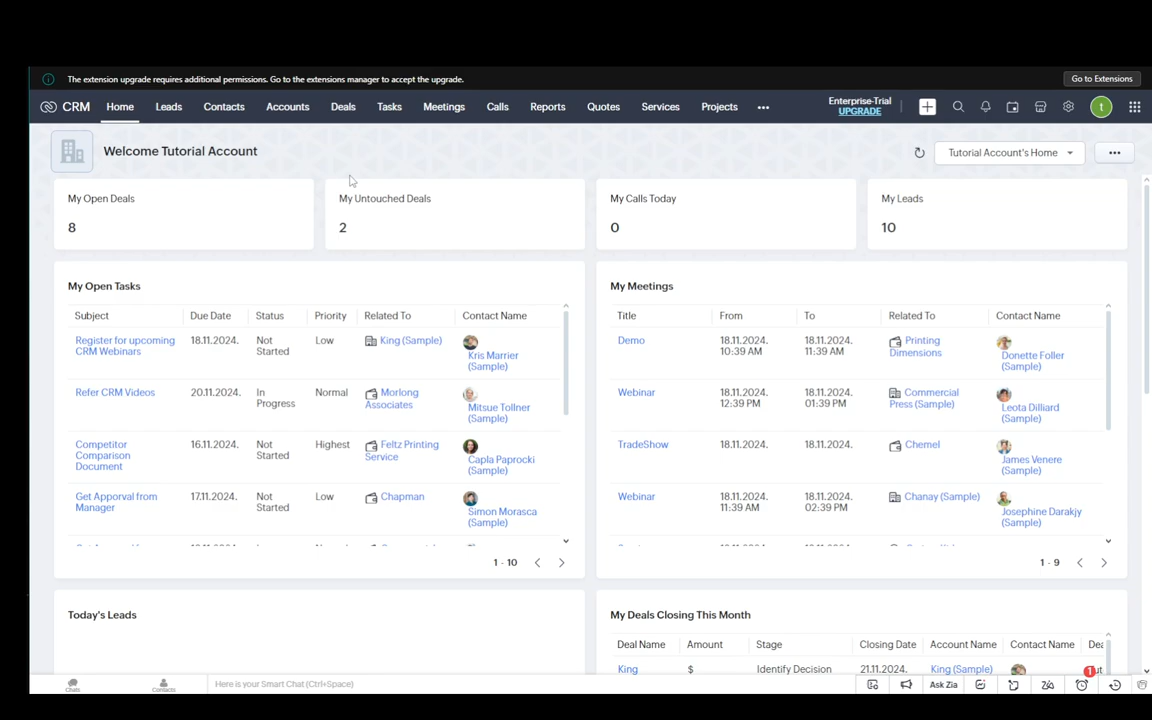 The extension upgrade requires additional permissions. Go to the extensions manager to accept the upgrade.
Go to Extensions
CRM Home Leads Contacts Accounts Deals Tasks Meetings Calls Reports Quotes Services Projects
Enterprise-Trial
UPGRADE
t
Welcome Tutorial Account
Tutorial Account's Home
My Open Deals
8
My Untouched Deals
2
My Calls Today
0
My Leads
10
My Open Tasks
Subject Due Date Status Priority Related To Contact Name
Register for upcoming CRM Webinars 18.11.2024. Not Started Low King (Sample) Kris Marrier (Sample)
Refer CRM Videos 20.11.2024. In Progress Normal Morlong Associates Mitsue Tollner (Sample)
Competitor Comparison Document 16.11.2024. Not Started Highest Feltz Printing Service Capla Paprocki (Sample)
Get Apporval from Manager 17.11.2024. Not Started Low Chapman Simon Morasca (Sample)
1 - 10
My Meetings
Title From To Related To Contact Name
Demo 18.11.2024. 10:39 AM 18.11.2024. 11:39 AM Printing Dimensions Donette Foller (Sample)
Webinar 18.11.2024. 12:39 PM 18.11.2024. 01:39 PM Commercial Press (Sample) Leota Dilliard (Sample)
TradeShow 18.11.2024. 18.11.2024. Chemel James Venere (Sample)
Webinar 18.11.2024. 11:39 AM 18.11.2024. 02:39 PM Chanay (Sample) Josephine Darakjy (Sample)
1 - 9
Today's Leads
My Deals Closing This Month
Deal Name Amount Stage Closing Date Account Name Contact Name Dea
King $ Identify Decision 21.11.2024. King (Sample)
Chats
Contacts
Here is your Smart Chat (Ctrl+Space)
Ask Zia
1